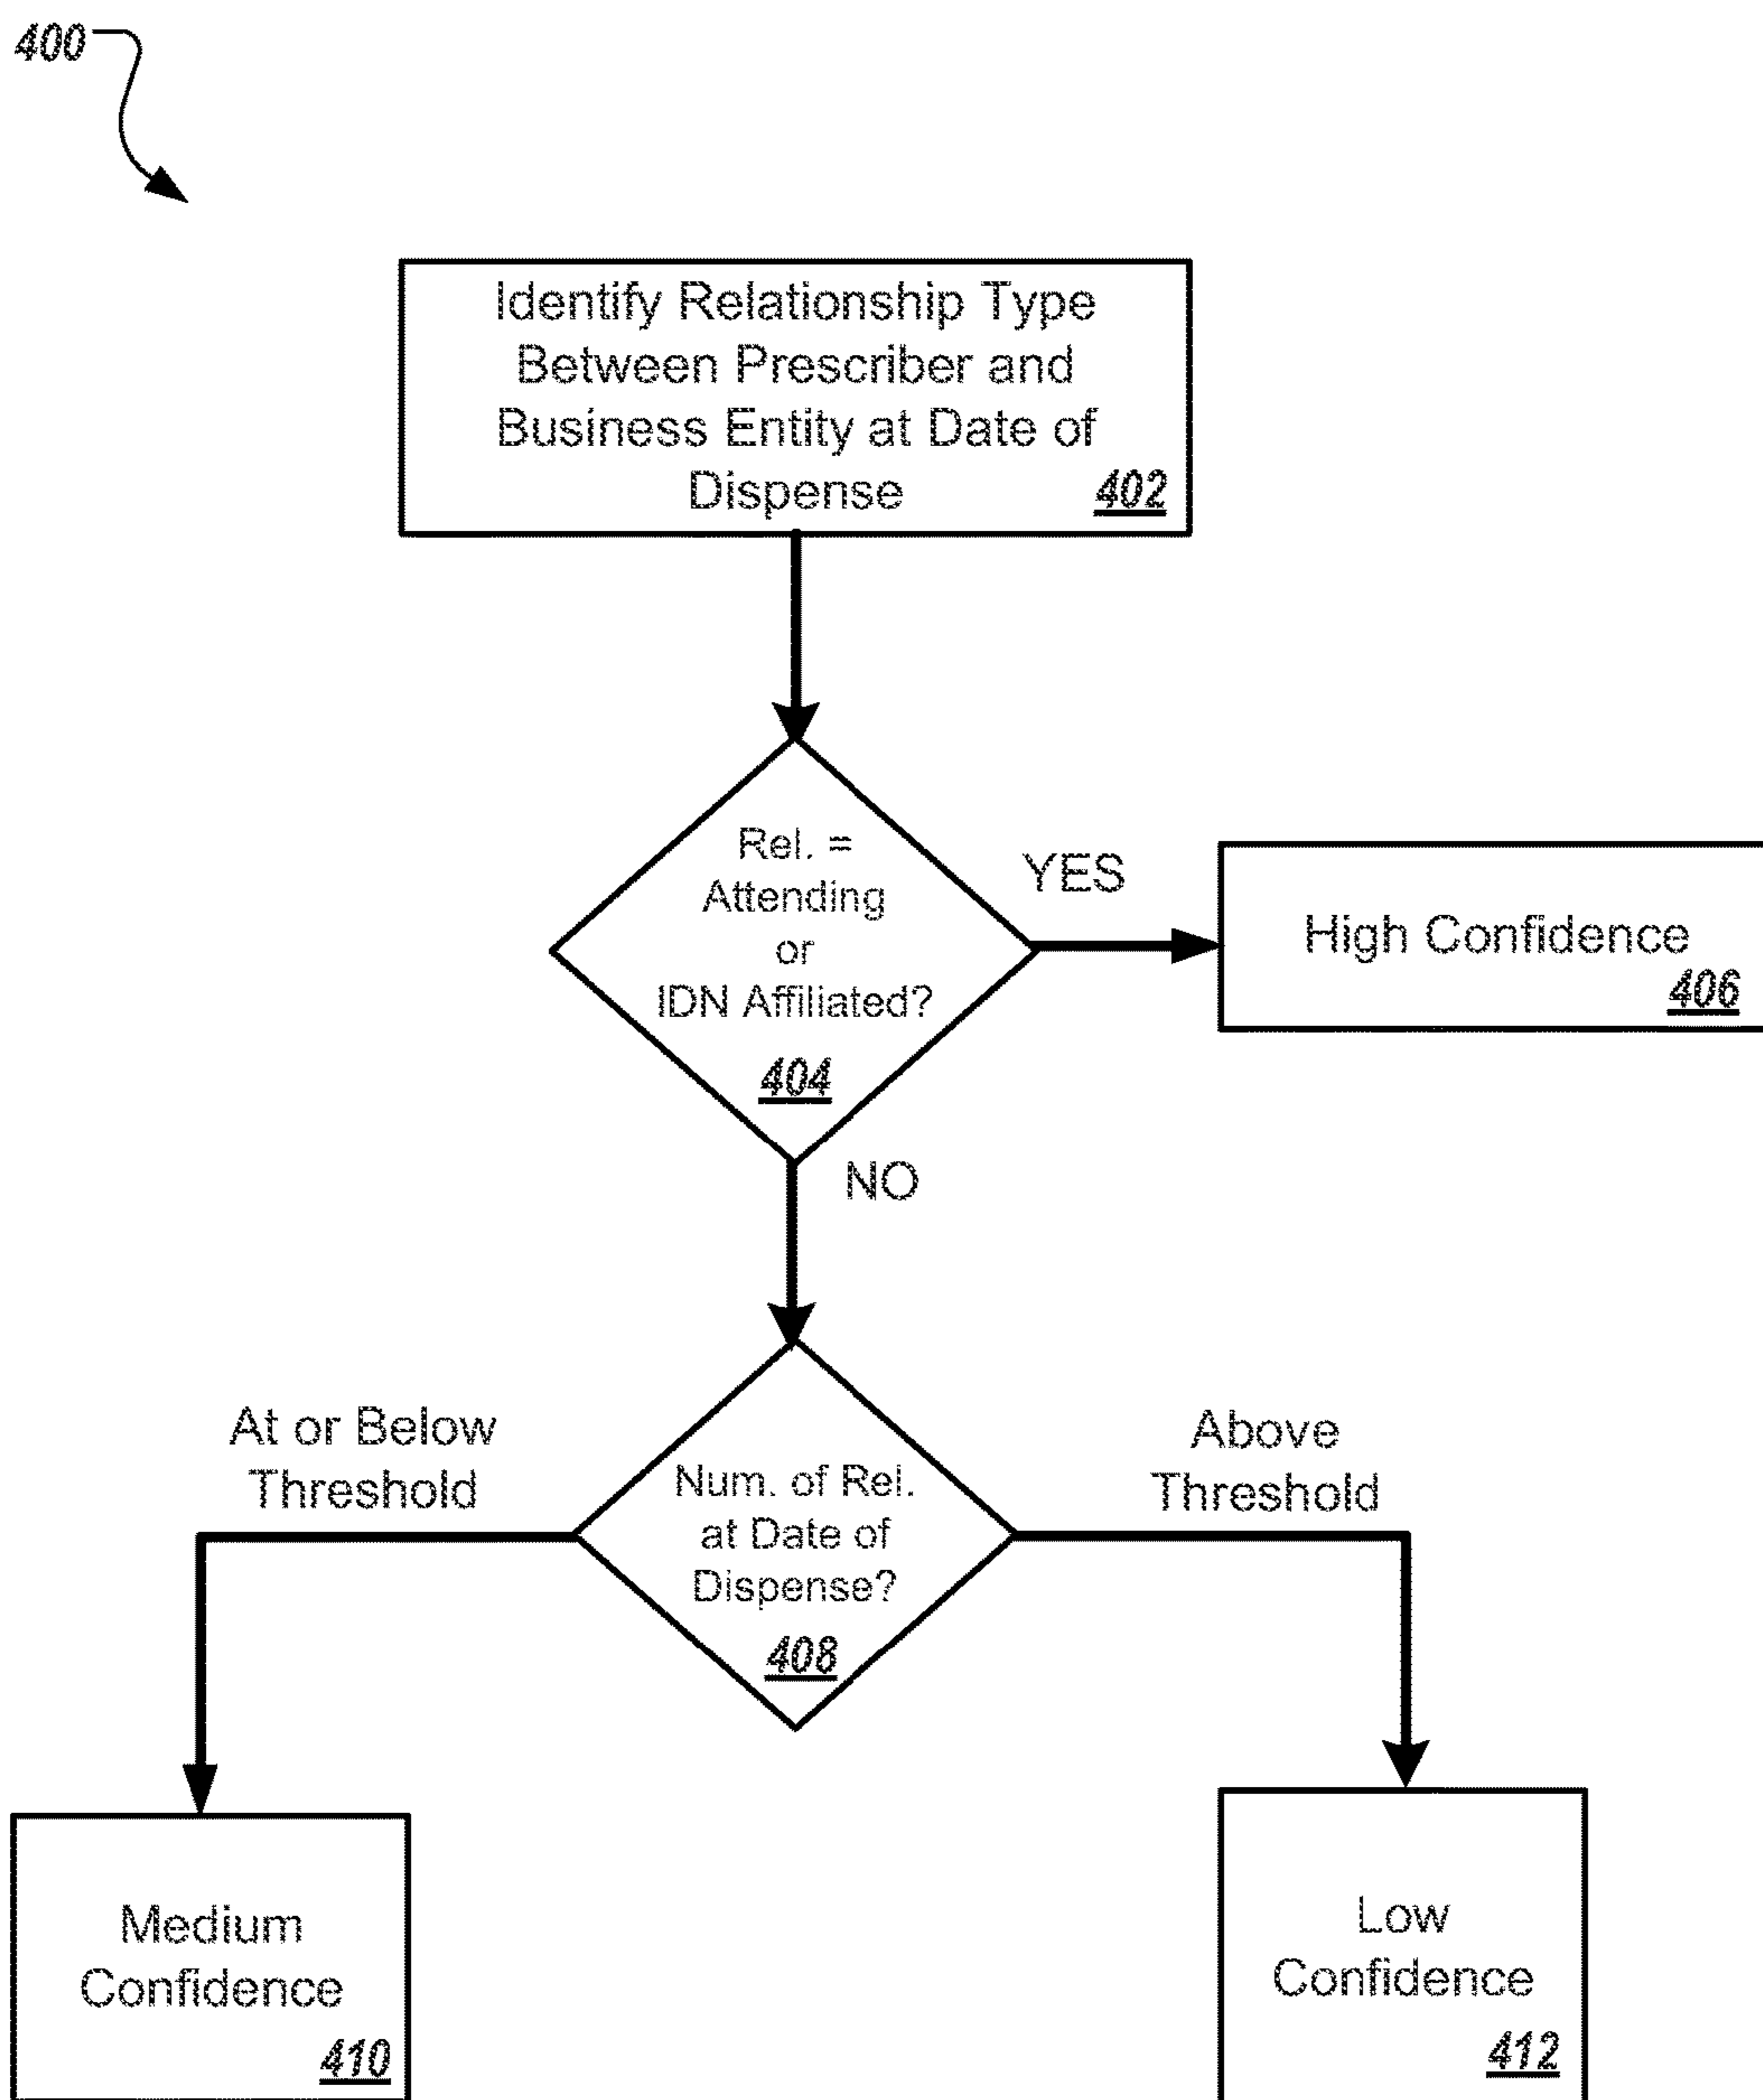 400
Identify Relationship Type
Between Prescriber and
Business Entity at Date of
Dispense 402
Rel. =
Attending
or
IDN Affiliated?
404
YES
High Confidence
406
NO
At or Below
Threshold
Num. of Rel.
at Date of
Dispense?
408
Above
Threshold
Medium
Confidence
410
Low
Confidence
412